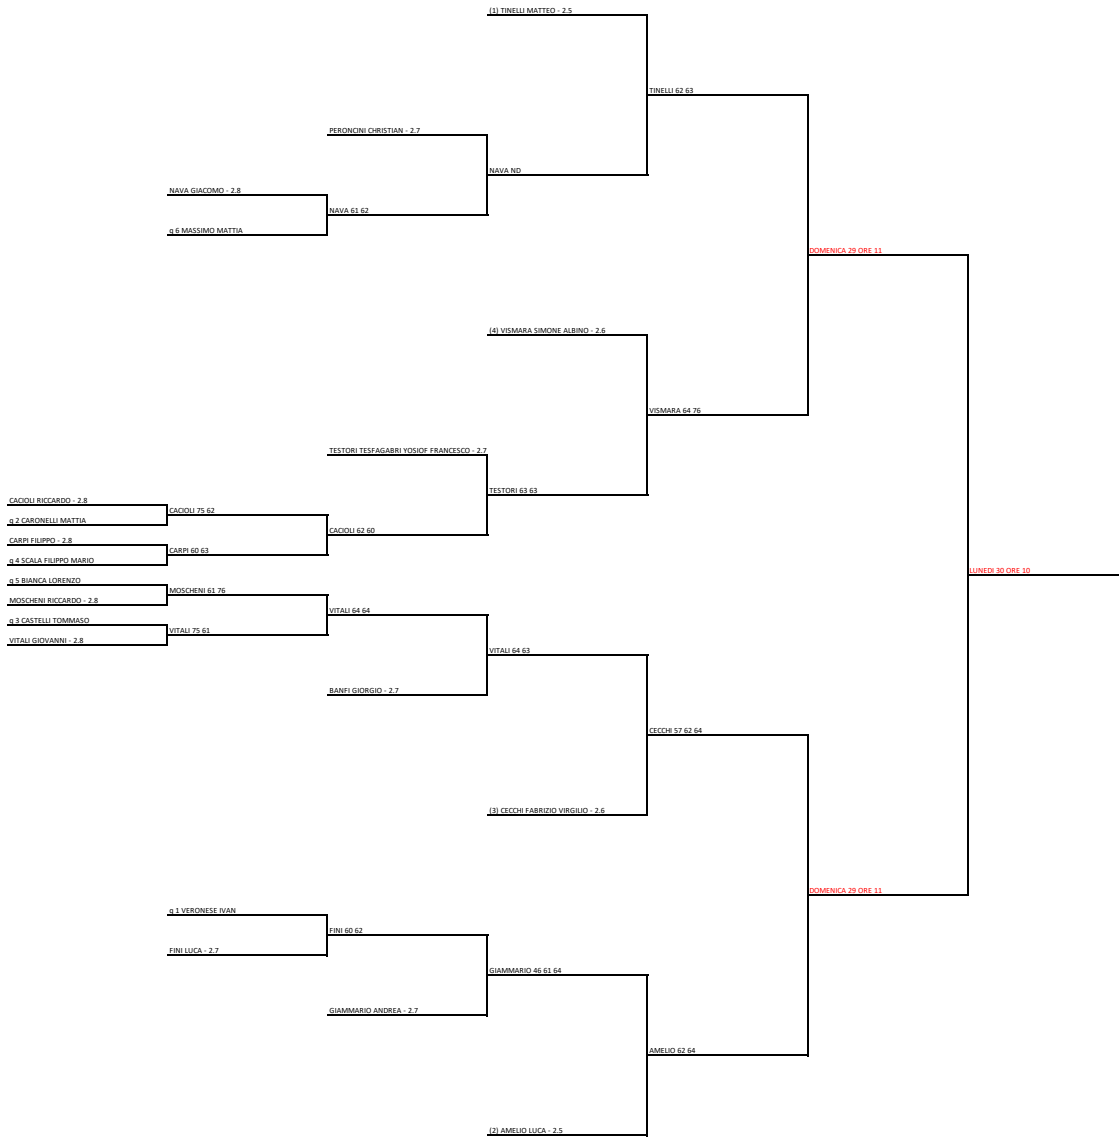 (1) TINELLI MATTEO - 2.5
TINELLI 62 63
PERONCINI CHRISTIAN - 2.7
NAVA ND
NAVA GIACOMO - 2.8
NAVA 61 62
q 6 MASSIMO MATTIA
DOMENICA 29 ORE 11
(4) VISMARA SIMONE ALBINO - 2.6
VISMARA 64 76
TESTORI TESFAGABRI YOSIOF FRANCESCO - 2.7
TESTORI 63 63
CACIOLI RICCARDO - 2.8
CACIOLI 75 62
q 2 CARONELLI MATTIA
CACIOLI 62 60
CARPI FILIPPO - 2.8
CARPI 60 63
q 4 SCALA FILIPPO MARIO
LUNEDI 30 ORE 10
q 5 BIANCA LORENZO
MOSCHENI 61 76
MOSCHENI RICCARDO - 2.8
VITALI 64 64
q 3 CASTELLI TOMMASO
VITALI 75 61
VITALI GIOVANNI - 2.8
VITALI 64 63
BANFI GIORGIO - 2.7
CECCHI 57 62 64
(3) CECCHI FABRIZIO VIRGILIO - 2.6
DOMENICA 29 ORE 11
q 1 VERONESE IVAN
FINI 60 62
FINI LUCA - 2.7
GIAMMARIO 46 61 64
GIAMMARIO ANDREA - 2.7
AMELIO 62 64
(2) AMELIO LUCA - 2.5